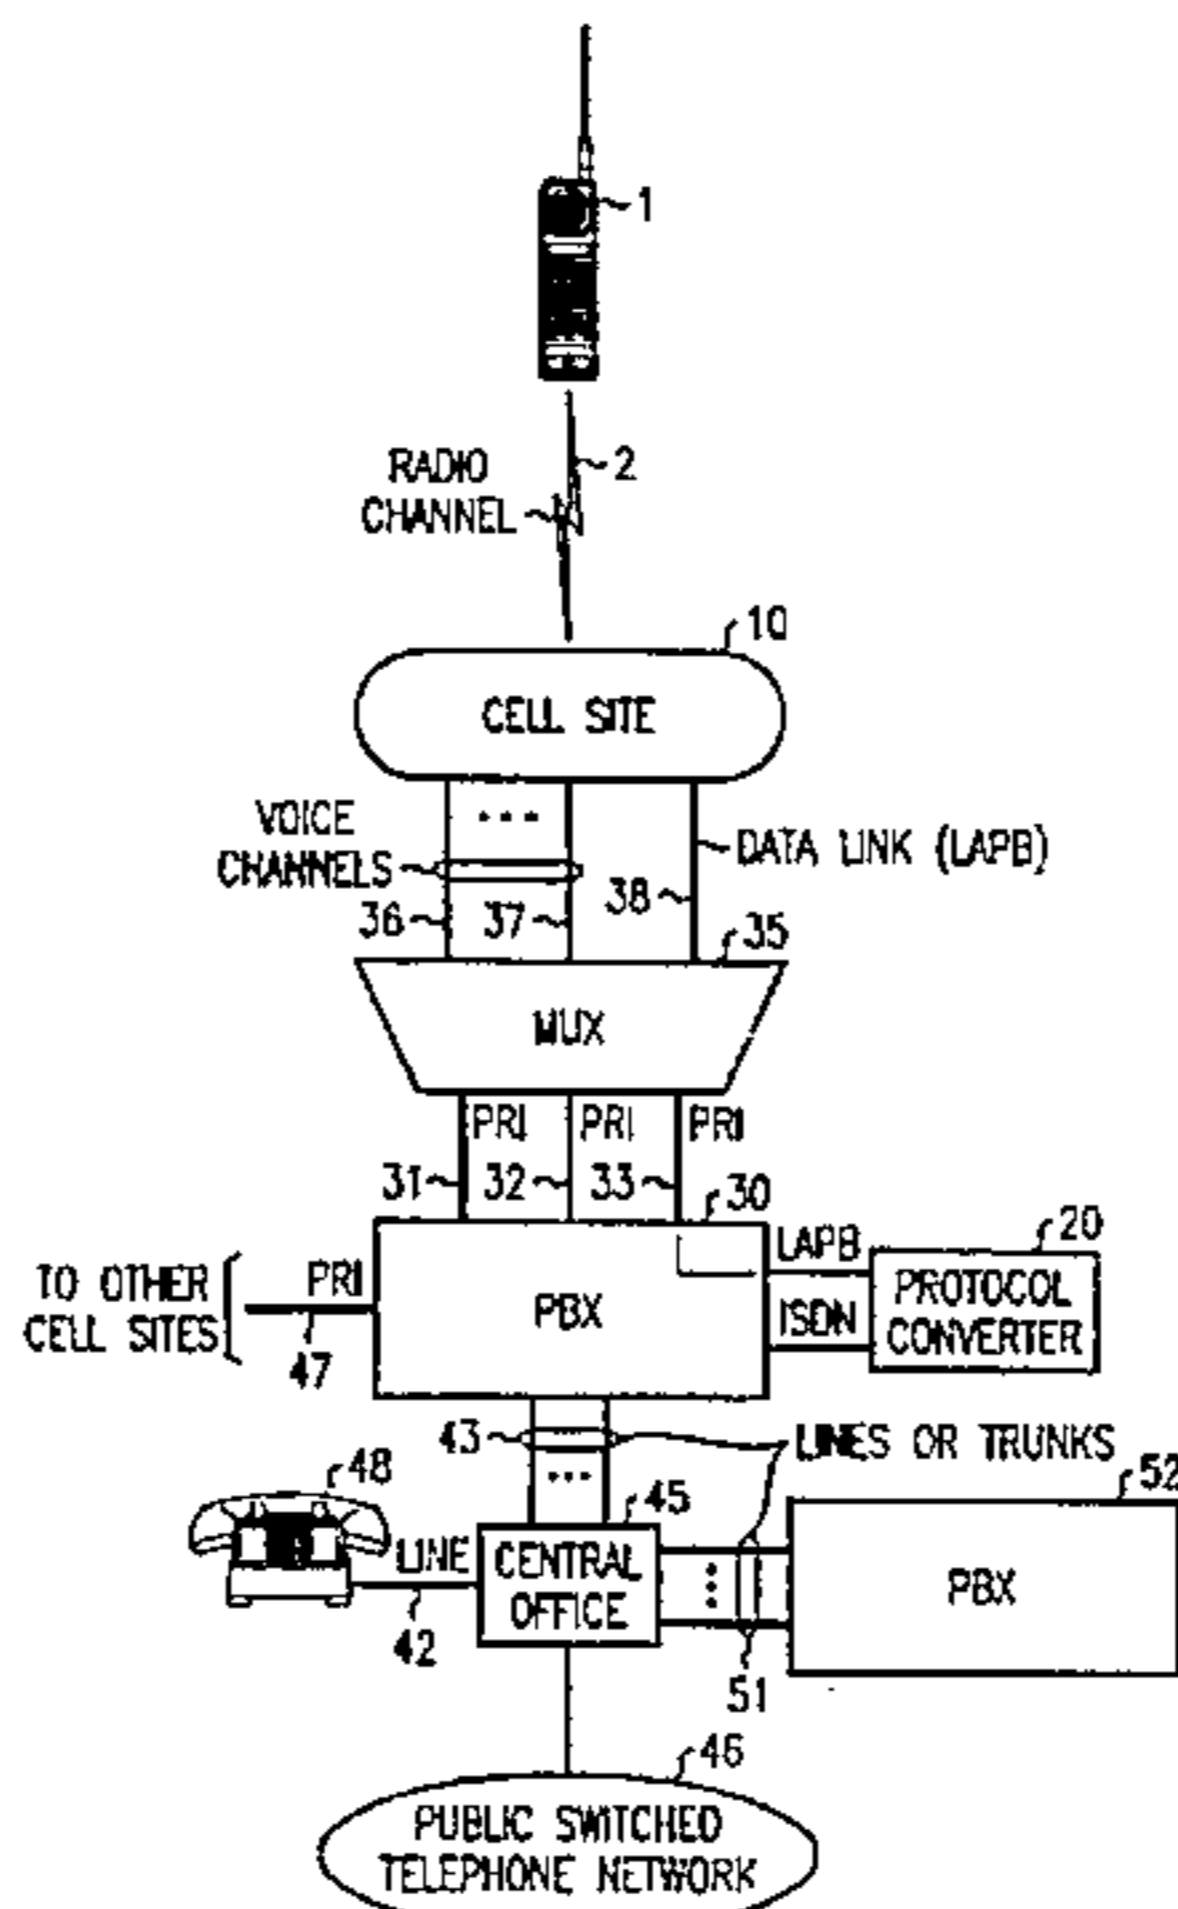 1
RADIO
CHANNEL
2
10
CELL SITE
VOICE
CHANNELS
DATA LINK (LAPB)
36
37
38
35
MUX
PRI
PRI
PRI
31
32
33
30
LAPB
20
TO OTHER
CELL SITES
PRI
47
PBX
ISDN
PROTOCOL
CONVERTER
43
LINES OR TRUNKS
48
45
52
LINE
42
CENTRAL
OFFICE
51
PBX
46
PUBLIC SWITCHED
TELEPHONE NETWORK